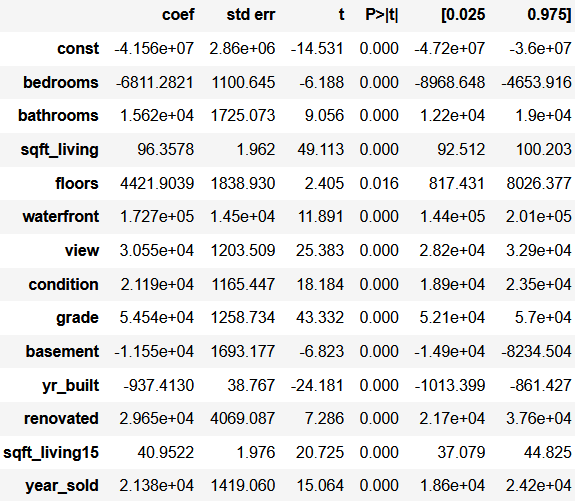 coef std err t P>|t| [0.025 0.975]
const -4.156e+07 2.86e+06 -14.531 0.000 -4.72e+07 -3.6e+07
bedrooms -6811.2821 1100.645 -6.188 0.000 -8968.648 -4653.916
bathrooms 1.562e+04 1725.073 9.056 0.000 1.22e+04 1.9e+04
sqft_living 96.3578 1.962 49.113 0.000 92.512 100.203
floors 4421.9039 1838.930 2.405 0.016 817.431 8026.377
waterfront 1.727e+05 1.45e+04 11.891 0.000 1.44e+05 2.01e+05
view 3.055e+04 1203.509 25.383 0.000 2.82e+04 3.29e+04
condition 2.119e+04 1165.447 18.184 0.000 1.89e+04 2.35e+04
grade 5.454e+04 1258.734 43.332 0.000 5.21e+04 5.7e+04
basement -1.155e+04 1693.177 -6.823 0.000 -1.49e+04 -8234.504
yr_built -937.4130 38.767 -24.181 0.000 -1013.399 -861.427
renovated 2.965e+04 4069.087 7.286 0.000 2.17e+04 3.76e+04
sqft_living15 40.9522 1.976 20.725 0.000 37.079 44.825
year_sold 2.138e+04 1419.060 15.064 0.000 1.86e+04 2.42e+04